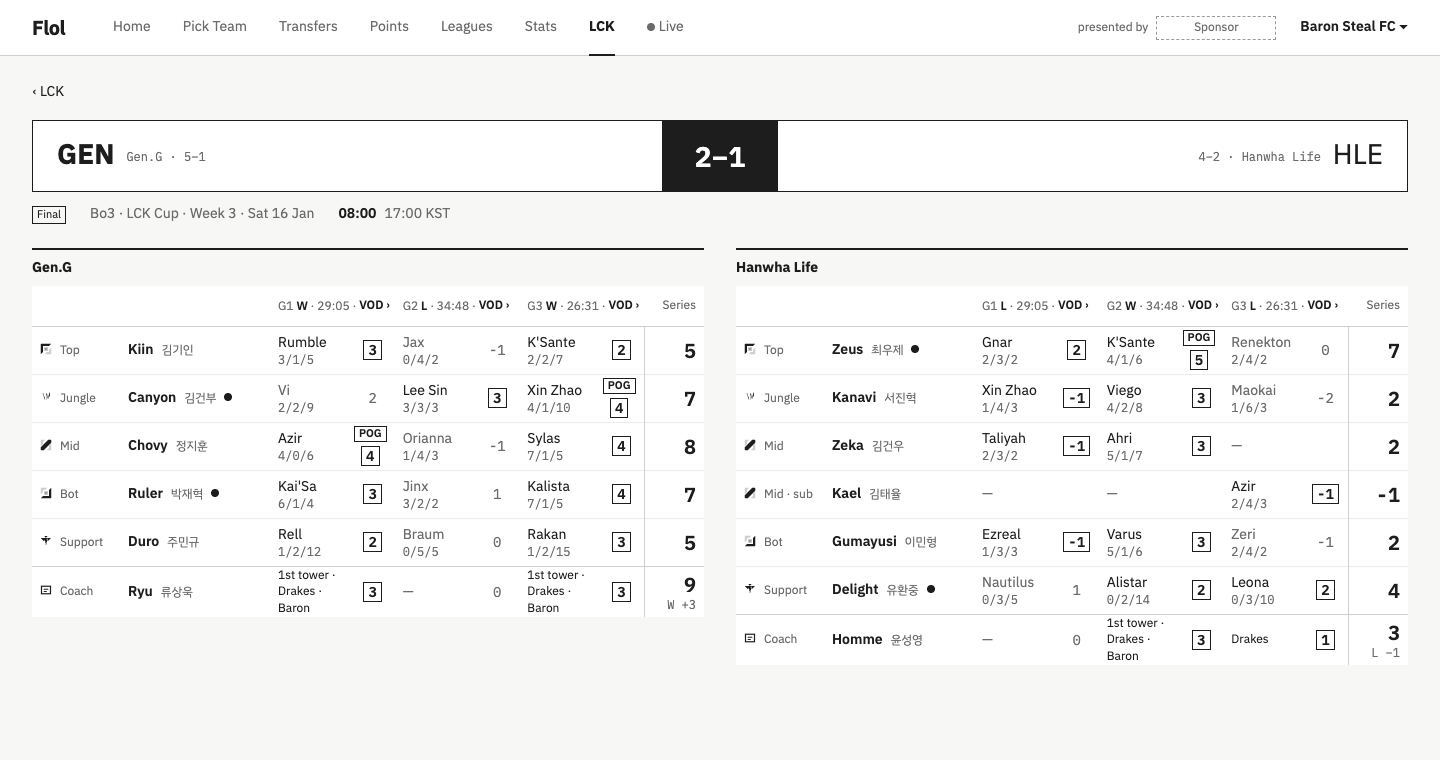 Flol Home Pick Team Transfers Points Leagues Stats LCK Live presented by Sponsor Baron Steal FC
‹ LCK
GEN Gen.G · 5–1 2–1 4–2 · Hanwha Life HLE
Final Bo3 · LCK Cup · Week 3 · Sat 16 Jan 08:00 17:00 KST
Gen.G
G1 W · 29:05 · VOD › G2 L · 34:48 · VOD › G3 W · 26:31 · VOD › Series
Top Kiin 김기인 Rumble 3 Jax -1 K'Sante 2 5
3/1/5 0/4/2 2/2/7
Jungle Canyon 김건부 Vi 2 Lee Sin 3 Xin Zhao POG 4 7
2/2/9 3/3/3 4/1/10
Mid Chovy 정지훈 Azir POG 4 Orianna -1 Sylas 4 8
4/0/6 1/4/3 7/1/5
Bot Ruler 박재혁 Kai'Sa 3 Jinx 1 Kalista 4 7
6/1/4 3/2/2 7/1/5
Support Duro 주민규 Rell 2 Braum 0 Rakan 3 5
1/2/12 0/5/5 1/2/15
Coach Ryu 류상욱 1st tower · 3 — 0 1st tower · 3 9
Drakes · Drakes ·
Baron Baron W +3
Hanwha Life
G1 L · 29:05 · VOD › G2 W · 34:48 · VOD › G3 L · 26:31 · VOD › Series
Top Zeus 최우제 Gnar 2 K'Sante POG 5 Renekton 0 7
2/3/2 4/1/6 2/4/2
Jungle Kanavi 서진혁 Xin Zhao -1 Viego 3 Maokai -2 2
1/4/3 4/2/8 1/6/3
Mid Zeka 김건우 Taliyah -1 Ahri 3 — 2
2/3/2 5/1/7
Mid · sub Kael 김태율 — — Azir -1 -1
2/4/3
Bot Gumayusi 이민형 Ezreal -1 Varus 3 Zeri -1 2
1/3/3 5/1/6 2/4/2
Support Delight 유환중 Nautilus 1 Alistar 2 Leona 2 4
0/3/5 0/2/14 0/3/10
Coach Homme 윤성영 — 0 1st tower · 3 Drakes 1 3
Drakes ·
Baron L −1